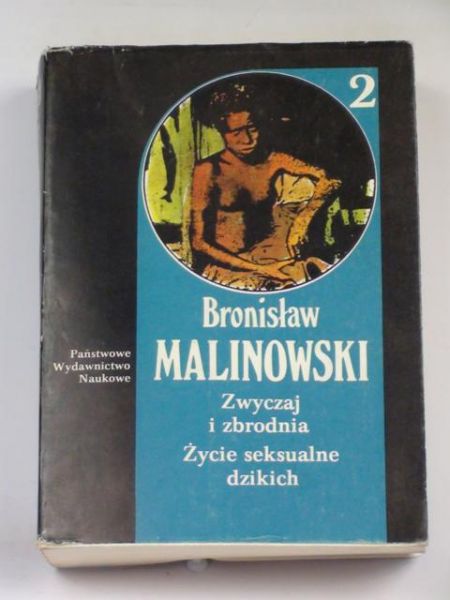 2
Bronisław
MALINOWSKI
Państwowe
Wydawnictwo
Naukowe
Zwyczaj
i zbrodnia
Życie seksualne
dzikich